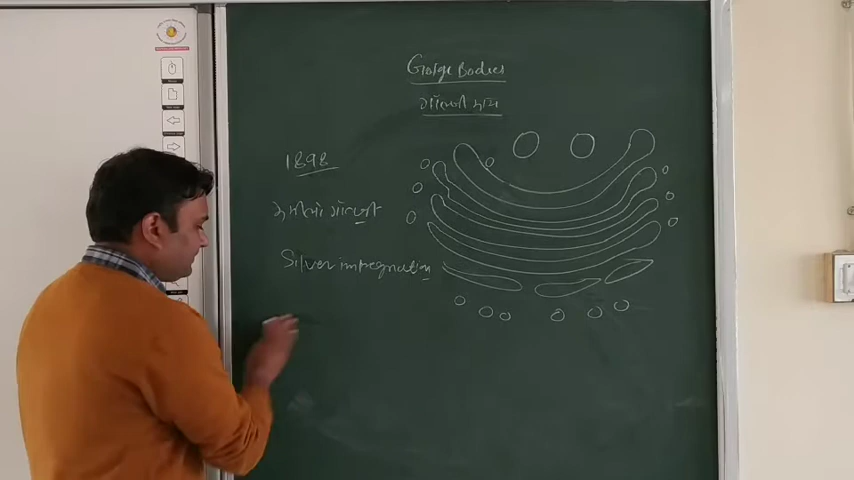 Golgi Bodies
ગોલ્ગી કાય
1898
કેમીલો ગોલ્ગી
Silver impregnation